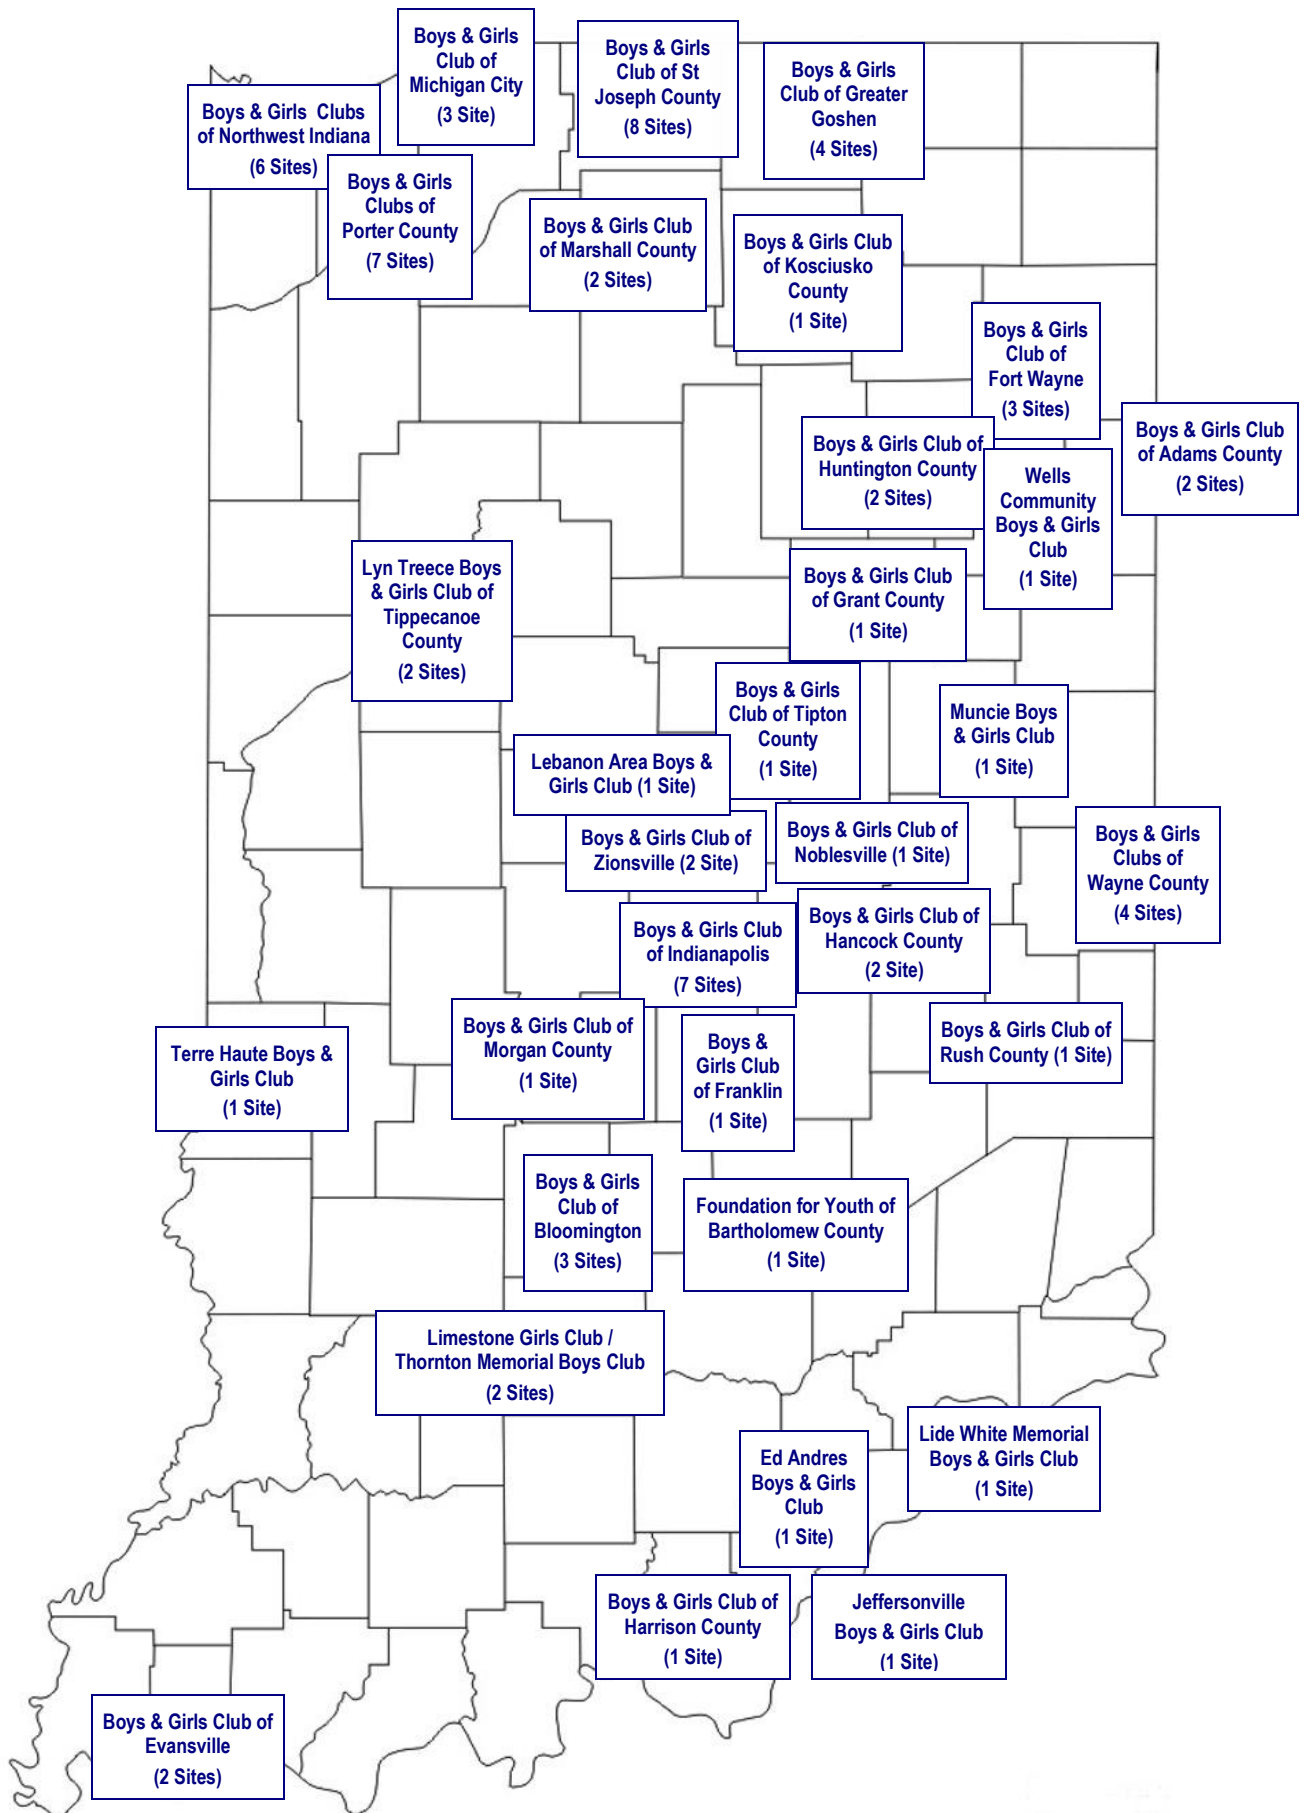 Boys & Girls
Club of
Michigan City
(3 Site)
Boys & Girls
Club of St
Joseph County
(8 Sites)
Boys & Girls
Club of Greater
Goshen
(4 Sites)
Boys & Girls  Clubs
of Northwest Indiana
(6 Sites)
Boys & Girls
Clubs of
Porter County
(7 Sites)
Boys & Girls Club
of Marshall County
(2 Sites)
Boys & Girls Club
of Kosciusko
County
(1 Site)
Boys & Girls
Club of
Fort Wayne
(3 Sites)
Boys & Girls Club
of Adams County
(2 Sites)
Boys & Girls Club of
Huntington County
(2 Sites)
Wells
Community
Boys & Girls
Club
(1 Site)
Lyn Treece Boys
& Girls Club of
Tippecanoe
County
(2 Sites)
Boys & Girls Club
of Grant County
(1 Site)
Boys & Girls
Club of Tipton
County
(1 Site)
Muncie Boys
& Girls Club
(1 Site)
Lebanon Area Boys &
Girls Club (1 Site)
Boys & Girls Club of
Zionsville (2 Site)
Boys & Girls Club of
Noblesville (1 Site)
Boys & Girls
Clubs of
Wayne County
(4 Sites)
Boys & Girls Club
of Indianapolis
(7 Sites)
Boys & Girls Club of
Hancock County
(2 Site)
Boys & Girls Club of
Morgan County
(1 Site)
Boys &
Girls Club
of Franklin
(1 Site)
Boys & Girls Club of
Rush County (1 Site)
Terre Haute Boys &
Girls Club
(1 Site)
Boys & Girls
Club of
Bloomington
(3 Sites)
Foundation for Youth of
Bartholomew County
(1 Site)
Limestone Girls Club /
Thornton Memorial Boys Club
(2 Sites)
Lide White Memorial
Boys & Girls Club
(1 Site)
Ed Andres
Boys & Girls
Club
(1 Site)
Boys & Girls Club of
Harrison County
(1 Site)
Jeffersonville
Boys & Girls Club
(1 Site)
Boys & Girls Club of
Evansville
(2 Sites)